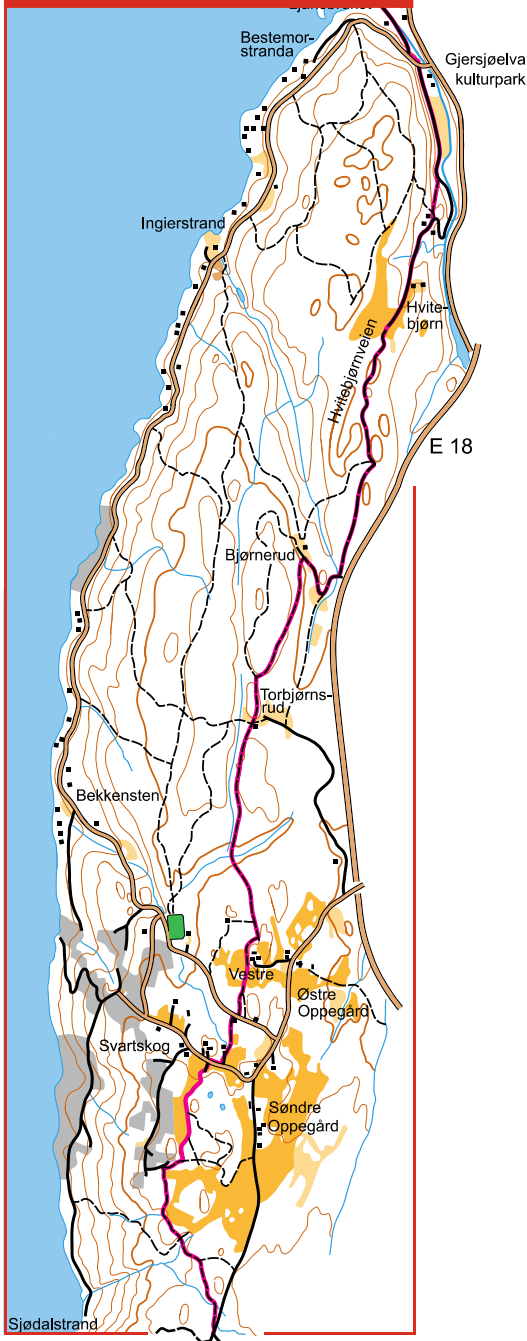 Bestemor-
stranda
Gjersjøelva
kulturpark
Ingierstrand
Hvite-
bjørn
Hvitebjørnveien
E 18
Bjørnerud
Torbjørns-
rud
Bekkensten
Vestre
Østre
Oppegård
Svartskog
Søndre
Oppegård
Sjødalstrand